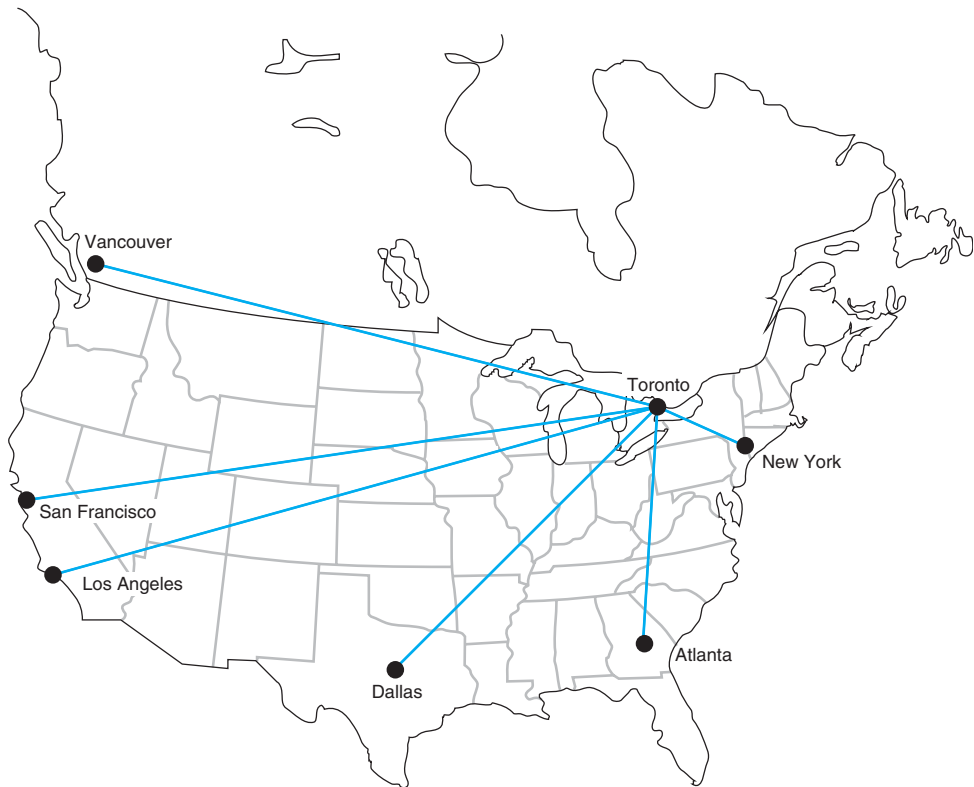 Vancouver
Toronto
New York
San Francisco
Los Angeles
Atlanta
Dallas